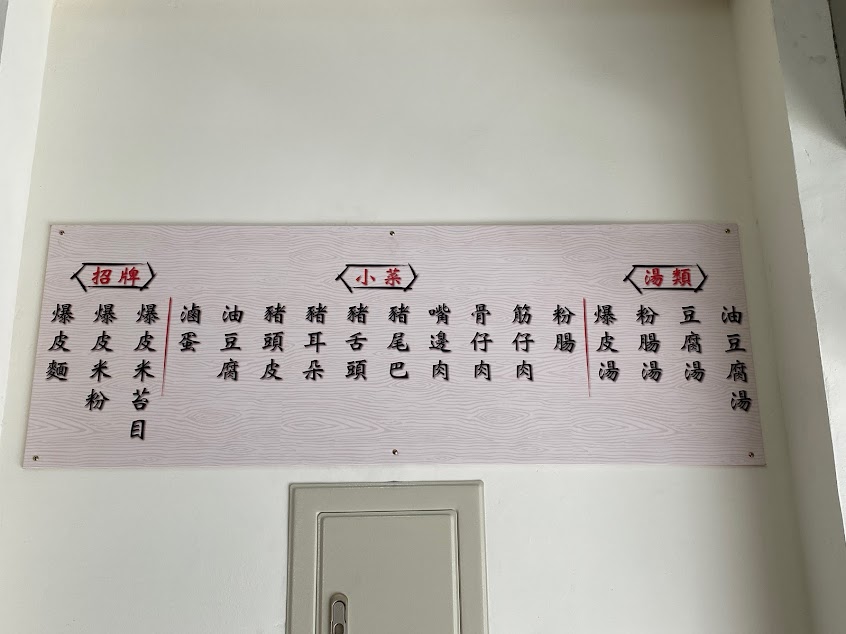 招牌
爆皮麵
爆皮米粉
爆皮米苔目
小菜
滷蛋
油豆腐
豬頭皮
豬耳朵
豬舌頭
豬尾巴
嘴邊肉
骨仔肉
筋仔肉
粉腸
湯類
爆皮湯
粉腸湯
豆腐湯
油豆腐湯